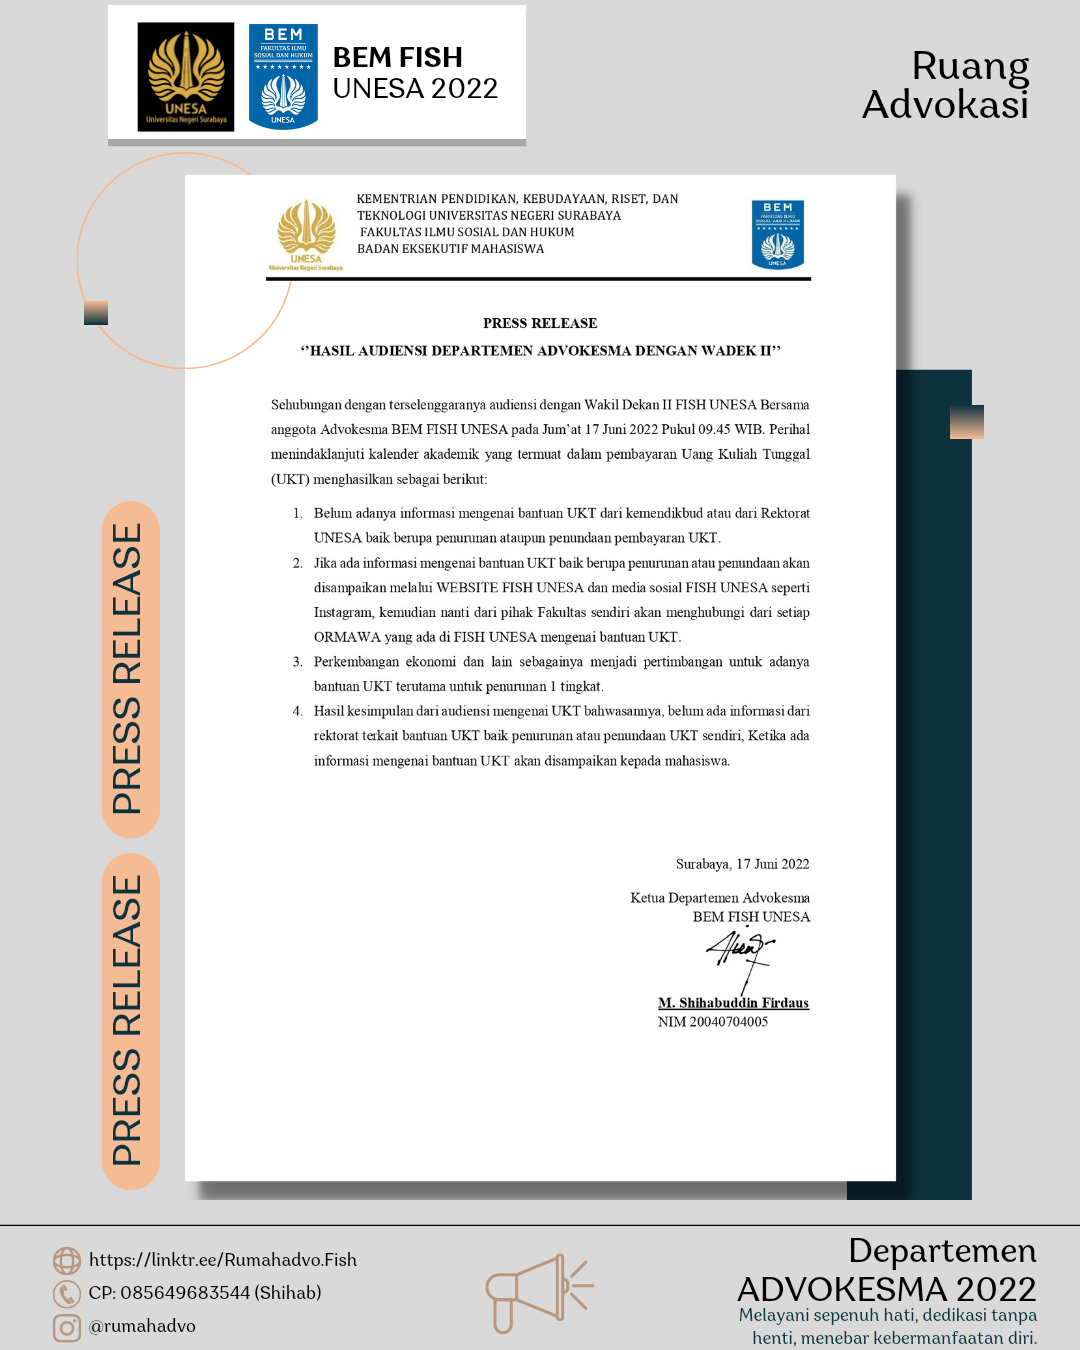 UNESA
Universitas Negeri Surabaya
BEM
FAKULTAS ILMU
SOSIAL DAN HUKUM
UNESA
BEM FISH
UNESA 2022
Ruang
Advokasi
UNESA
Universitas Negeri Surabaya
KEMENTRIAN PENDIDIKAN, KEBUDAYAAN, RISET, DAN
TEKNOLOGI UNIVERSITAS NEGERI SURABAYA
FAKULTAS ILMU SOSIAL DAN HUKUM
BADAN EKSEKUTIF MAHASISWA
BEM
FAKULTAS ILMU
SOSIAL DAN HUKUM
UNESA
PRESS RELEASE
‘’HASIL AUDIENSI DEPARTEMEN ADVOKESMA DENGAN WADEK II’’
Sehubungan dengan terselenggaranya audiensi dengan Wakil Dekan II FISH UNESA Bersama
anggota Advokesma BEM FISH UNESA pada Jum’at 17 Juni 2022 Pukul 09.45 WIB. Perihal
menindaklanjuti kalender akademik yang termuat dalam pembayaran Uang Kuliah Tunggal
(UKT) menghasilkan sebagai berikut:
1. Belum adanya informasi mengenai bantuan UKT dari kemendikbud atau dari Rektorat
UNESA baik berupa penurunan ataupun penundaan pembayaran UKT.
2. Jika ada informasi mengenai bantuan UKT baik berupa penurunan atau penundaan akan
disampaikan melalui WEBSITE FISH UNESA dan media sosial FISH UNESA seperti
Instagram, kemudian nanti dari pihak Fakultas sendiri akan menghubungi dari setiap
ORMAWA yang ada di FISH UNESA mengenai bantuan UKT.
3. Perkembangan ekonomi dan lain sebagainya menjadi pertimbangan untuk adanya
bantuan UKT terutama untuk penurunan 1 tingkat.
4. Hasil kesimpulan dari audiensi mengenai UKT bahwasannya, belum ada informasi dari
rektorat terkait bantuan UKT baik penurunan atau penundaan UKT sendiri, Ketika ada
informasi mengenai bantuan UKT akan disampaikan kepada mahasiswa.
Surabaya, 17 Juni 2022
Ketua Departemen Advokesma
BEM FISH UNESA
M. Shihabuddin Firdaus
NIM 20040704005
PRESS RELEASE
PRESS RELEASE
https://linktr.ee/Rumahadvo.Fish
CP: 085649683544 (Shihab)
@rumahadvo
Departemen
ADVOKESMA 2022
Melayani sepenuh hati, dedikasi tanpa
henti, menebar kebermanfaatan diri.